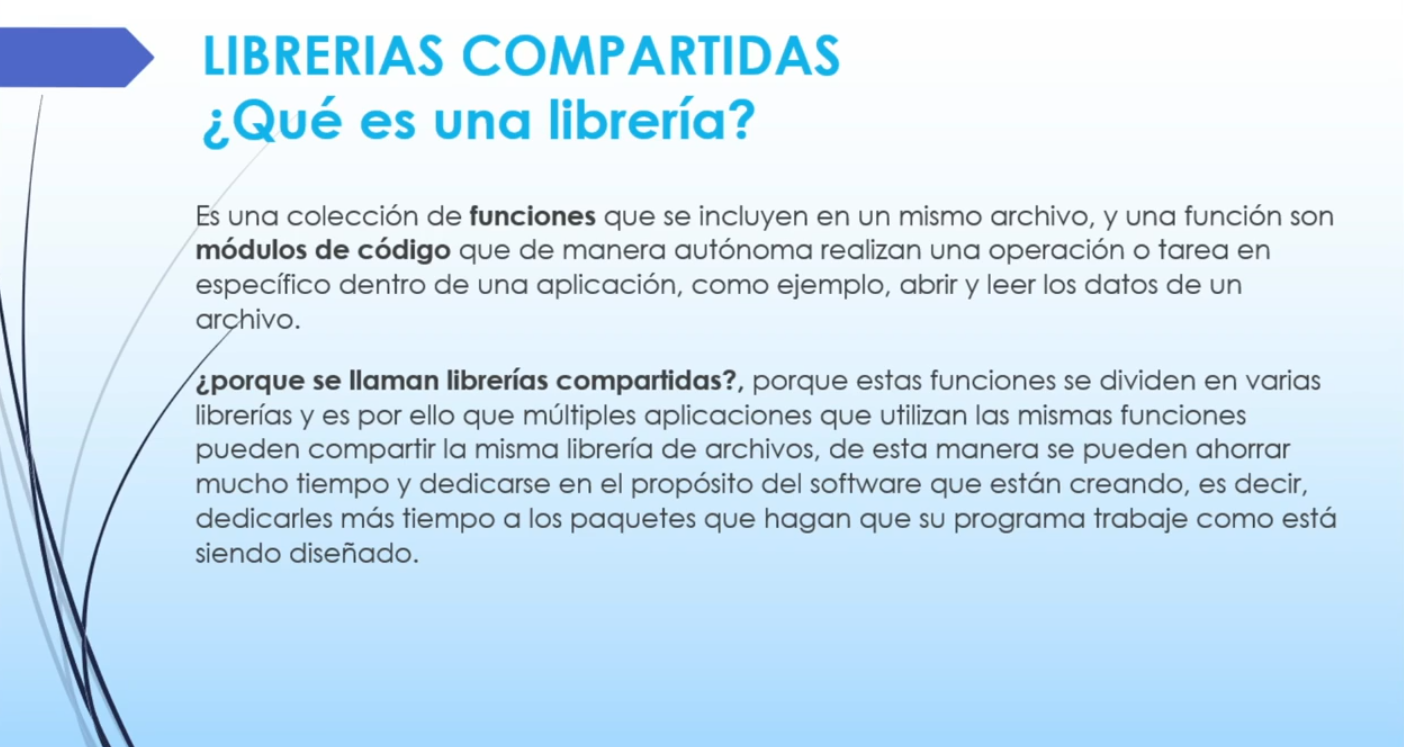 LIBRERIAS COMPARTIDAS
¿Qué es una librería?
Es una colección de funciones que se incluyen en un mismo archivo, y una función son
módulos de código que de manera autónoma realizan una operación o tarea en
específico dentro de una aplicación, como ejemplo, abrir y leer los datos de un
archivo.
¿porque se llaman librerías compartidas?, porque estas funciones se dividen en varias
librerías y es por ello que múltiples aplicaciones que utilizan las mismas funciones
pueden compartir la misma librería de archivos, de esta manera se pueden ahorrar
mucho tiempo y dedicarse en el propósito del software que están creando, es decir,
dedicarles más tiempo a los paquetes que hagan que su programa trabaje como está
siendo diseñado.